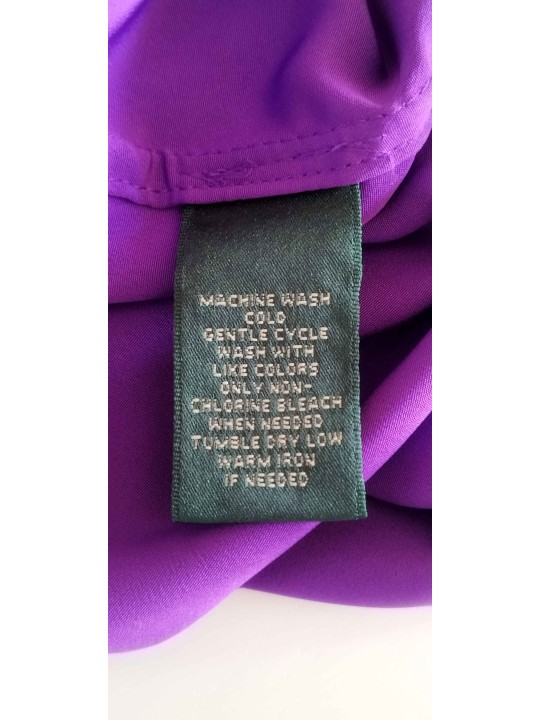 MACHINE WASH
COLD
GENTLE CYCLE
WASH WITH
LIKE COLORS
ONLY NON-
CHLORINE BLEACH
WHEN NEEDED
TUMBLE DRY LOW
WARM IRON
IF NEEDED